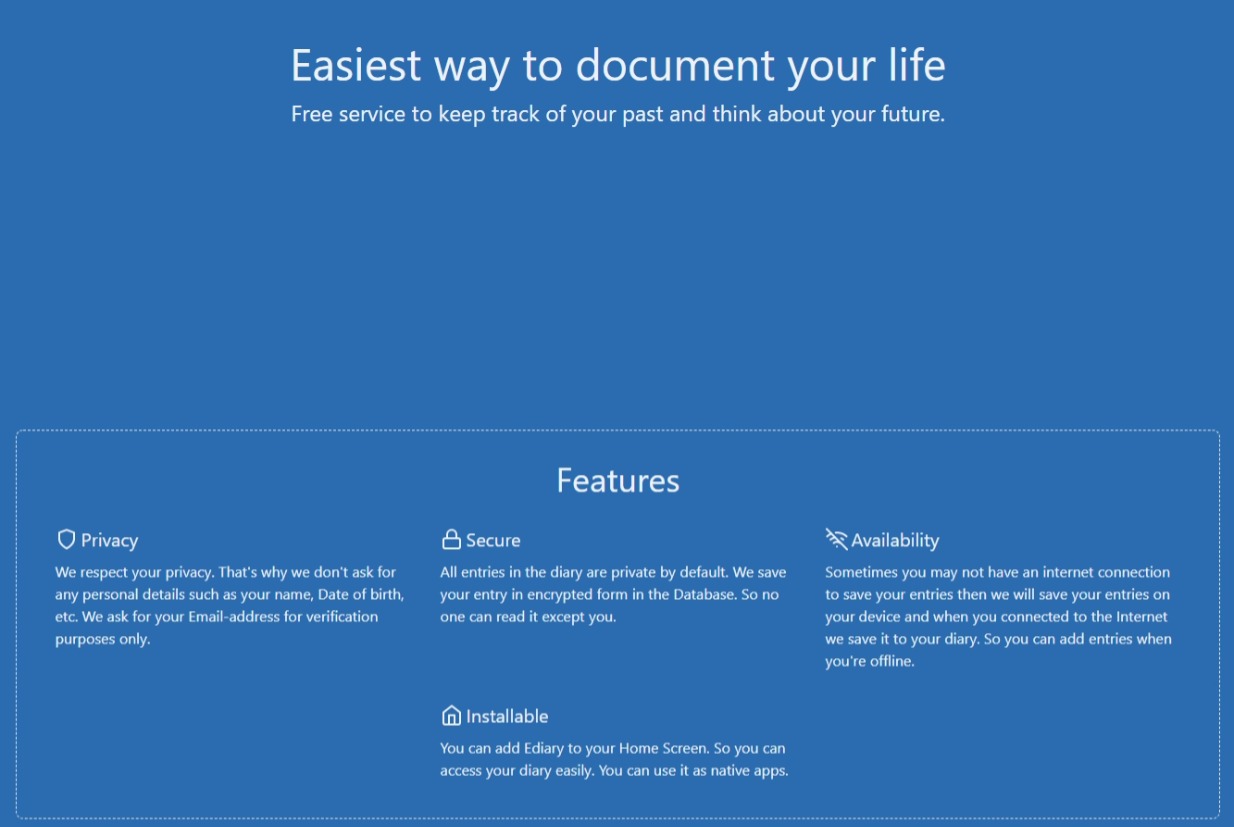 Easiest way to document your life
Free service to keep track of your past and think about your future.
Features
Privacy
We respect your privacy. That's why we don't ask for
any personal details such as your name, Date of birth,
etc. We ask for your Email-address for verification
purposes only.
Secure
All entries in the diary are private by default. We save
your entry in encrypted form in the Database. So no
one can read it except you.
Availability
Sometimes you may not have an internet connection
to save your entries then we will save your entries on
your device and when you connected to the Internet
we save it to your diary. So you can add entries when
you're offline.
Installable
You can add Ediary to your Home Screen. So you can
access your diary easily. You can use it as native apps.